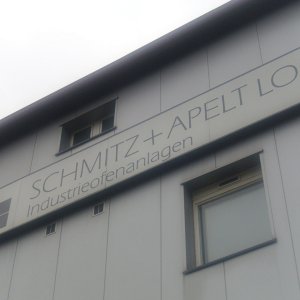 SCHMITZ + APELT LO
Industrieofenanlagen